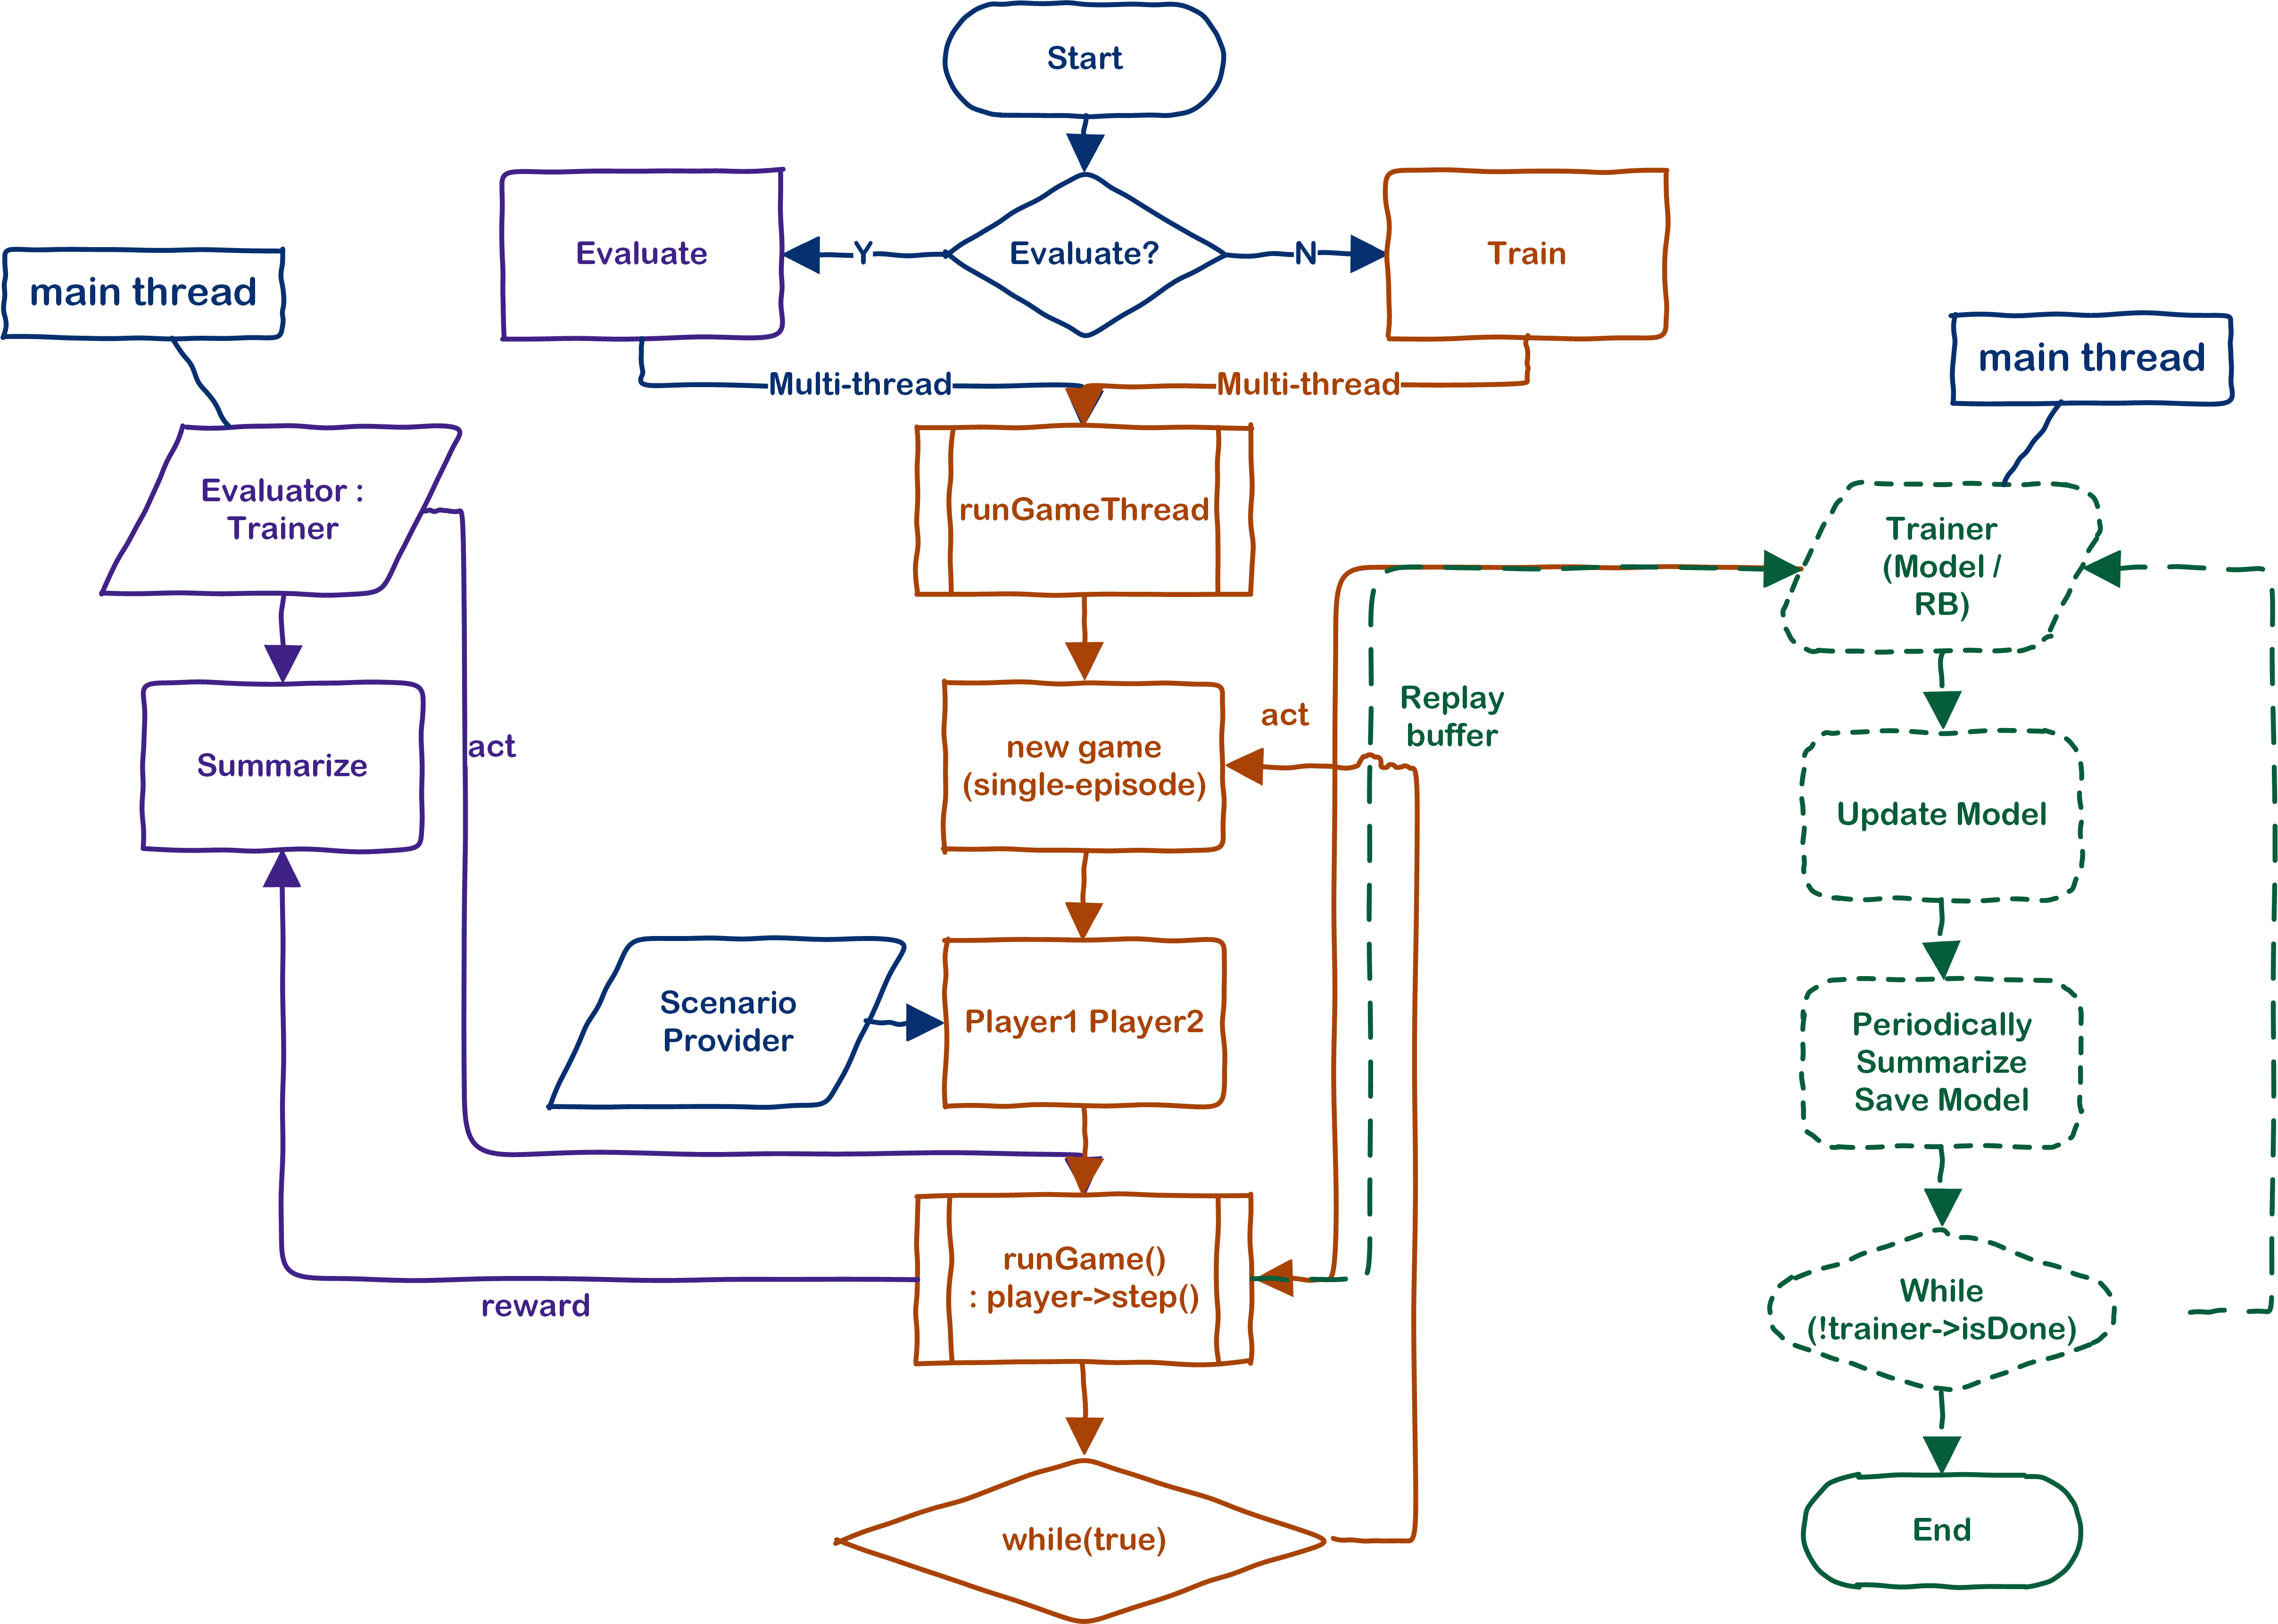 Start
Evaluate
Y
Evaluate?
N
Train
main thread
main thread
Multi-thread
Multi-thread
Evaluator :
Trainer
runGameThread
Trainer
(Model /
RB)
Summarize
act
new game
(single-episode)
act
Replay
buffer
Update Model
Scenario
Provider
Player1 Player2
Periodically
Summarize
Save Model
runGame()
: player->step()
reward
While
(!trainer->isDone)
while(true)
End